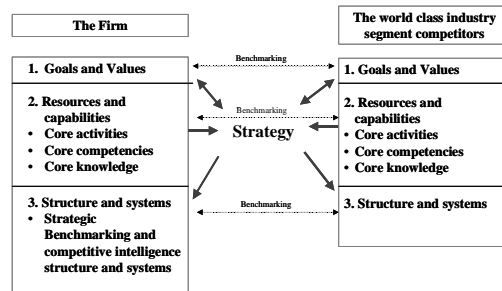 The Firm
The world class industry
segment competitors
1. Goals and Values
Benchmarking
1. Goals and Values
2. Resources and
capabilities
• Core activities
• Core competencies
• Core knowledge
Benchmarking
Strategy
2. Resources and
capabilities
• Core activities
• Core competencies
• Core knowledge
3. Structure and systems
• Strategic
Benchmarking and
competitive intelligence
structure and systems
Benchmarking
3. Structure and systems